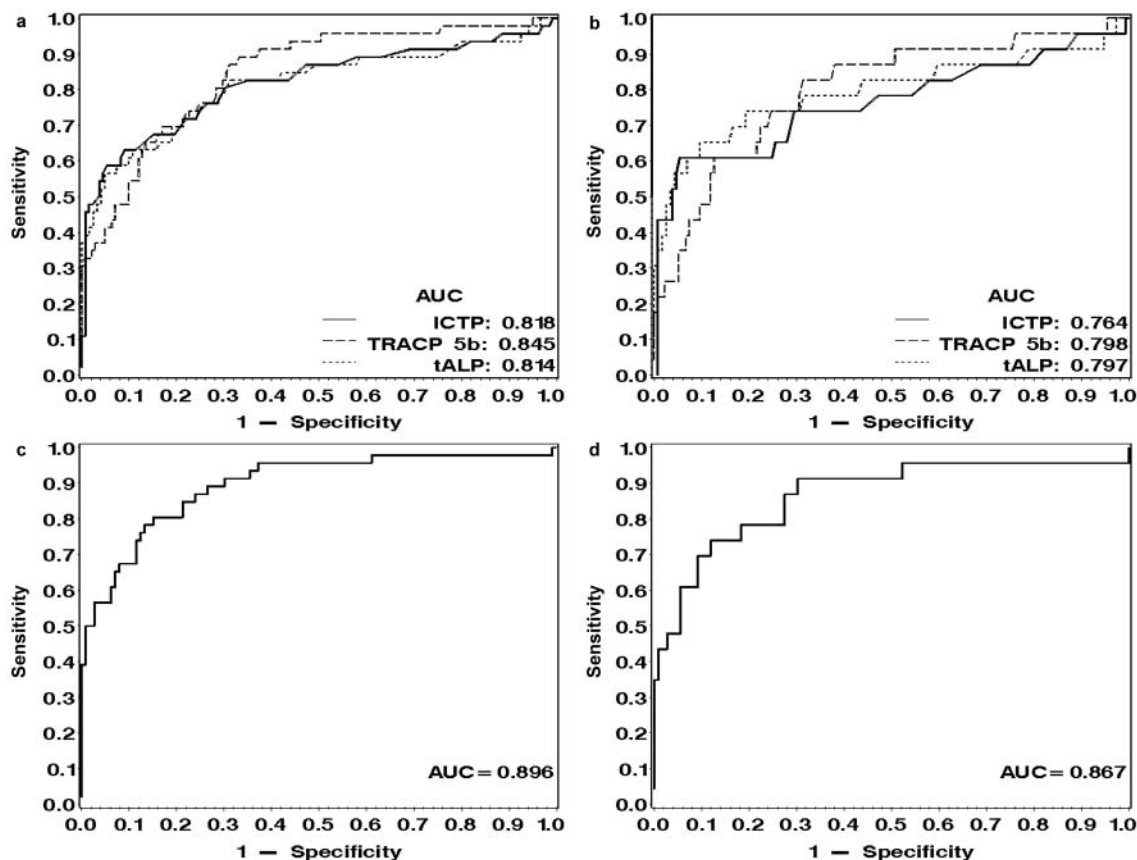 a
1.0
0.9
0.8
0.7
0.6
0.5
0.4
0.3
0.2
0.1
0.0
Sensitivity
AUC
ICTP: 0.818
TRACP 5b: 0.845
tALP: 0.814
0.0 0.1 0.2 0.3 0.4 0.5 0.6 0.7 0.8 0.9 1.0
1 — Specificity
b
1.0
0.9
0.8
0.7
0.6
0.5
0.4
0.3
0.2
0.1
0.0
Sensitivity
AUC
ICTP: 0.764
TRACP 5b: 0.798
tALP: 0.797
0.0 0.1 0.2 0.3 0.4 0.5 0.6 0.7 0.8 0.9 1.0
1 — Specificity
c
1.0
0.9
0.8
0.7
0.6
0.5
0.4
0.3
0.2
0.1
0.0
Sensitivity
AUC = 0.896
0.0 0.1 0.2 0.3 0.4 0.5 0.6 0.7 0.8 0.9 1.0
1 — Specificity
d
1.0
0.9
0.8
0.7
0.6
0.5
0.4
0.3
0.2
0.1
0.0
Sensitivity
AUC = 0.867
0.0 0.1 0.2 0.3 0.4 0.5 0.6 0.7 0.8 0.9 1.0
1 — Specificity